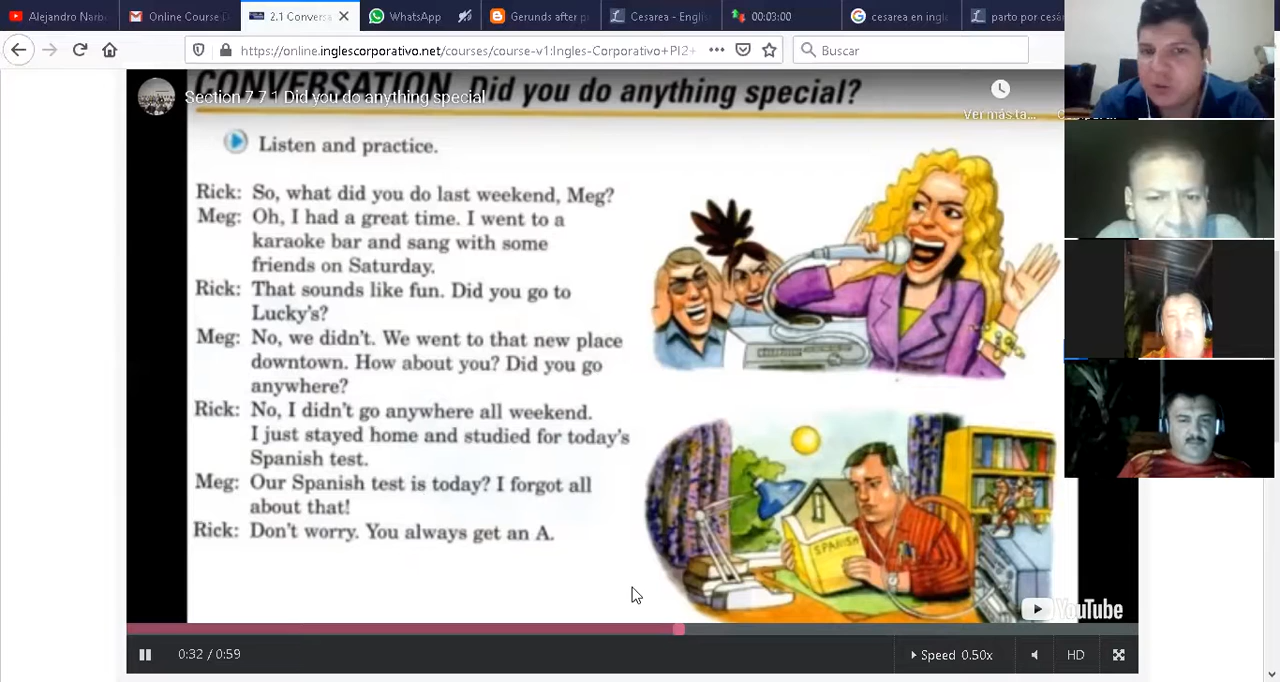 Alejandro Narb
Online Course D
2.1 Conversa
WhatsApp
Gerunds after p
Cesarea - Engli
00:03:00
cesarea en inglé
parto por cesár
https://online.inglescorporativo.net/courses/course-v1:Ingles-Corporativo+PI2+
Buscar
CONVERSATION Did you do anything special?
Section 7 7 1 Did you do anything special
Ver más ta...
Listen and practice.
Rick: So, what did you do last weekend, Meg?
Meg: Oh, I had a great time. I went to a
karaoke bar and sang with some
friends on Saturday.
Rick: That sounds like fun. Did you go to
Lucky's?
Meg: No, we didn't. We went to that new place
downtown. How about you? Did you go
anywhere?
Rick: No, I didn't go anywhere all weekend.
I just stayed home and studied for today's
Spanish test.
Meg: Our Spanish test is today? I forgot all
about that!
Rick: Don't worry. You always get an A.
SPANISH
YouTube
0:32 / 0:59
Speed 0.50x
HD